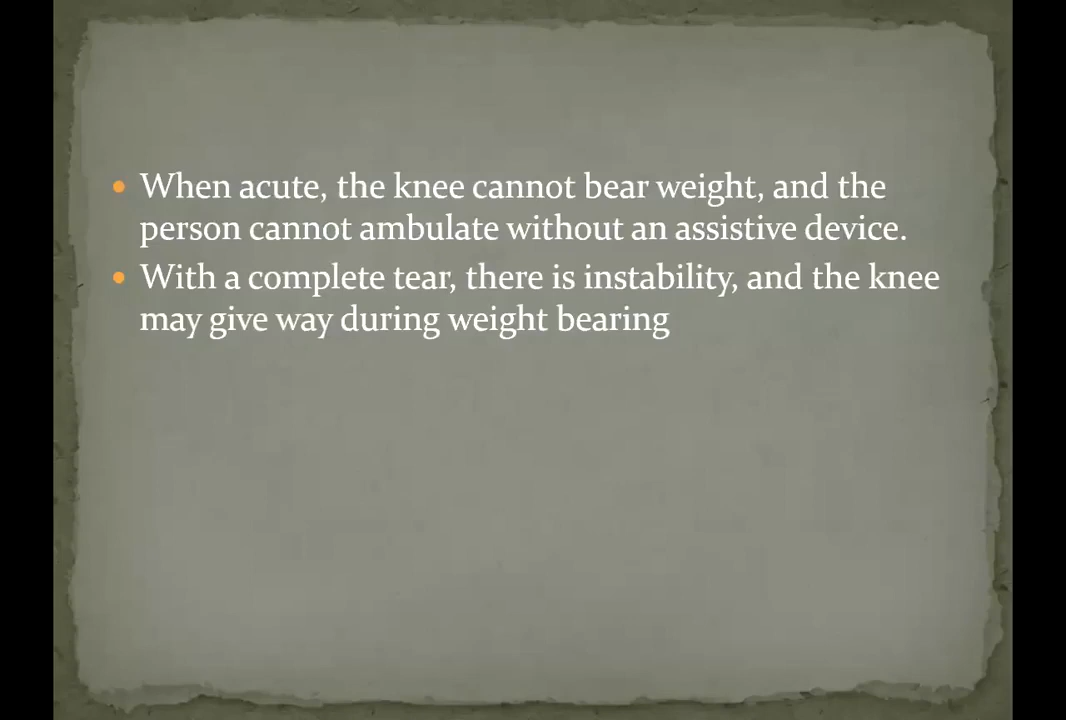 When acute, the knee cannot bear weight, and the
person cannot ambulate without an assistive device.
With a complete tear, there is instability, and the knee
may give way during weight bearing